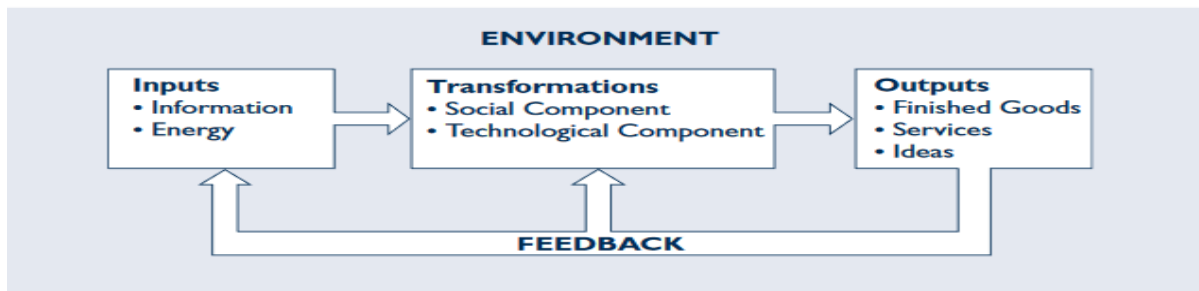 ENVIRONMENT
Inputs
• Information
• Energy
Transformations
• Social Component
• Technological Component
Outputs
• Finished Goods
• Services
• Ideas
FEEDBACK